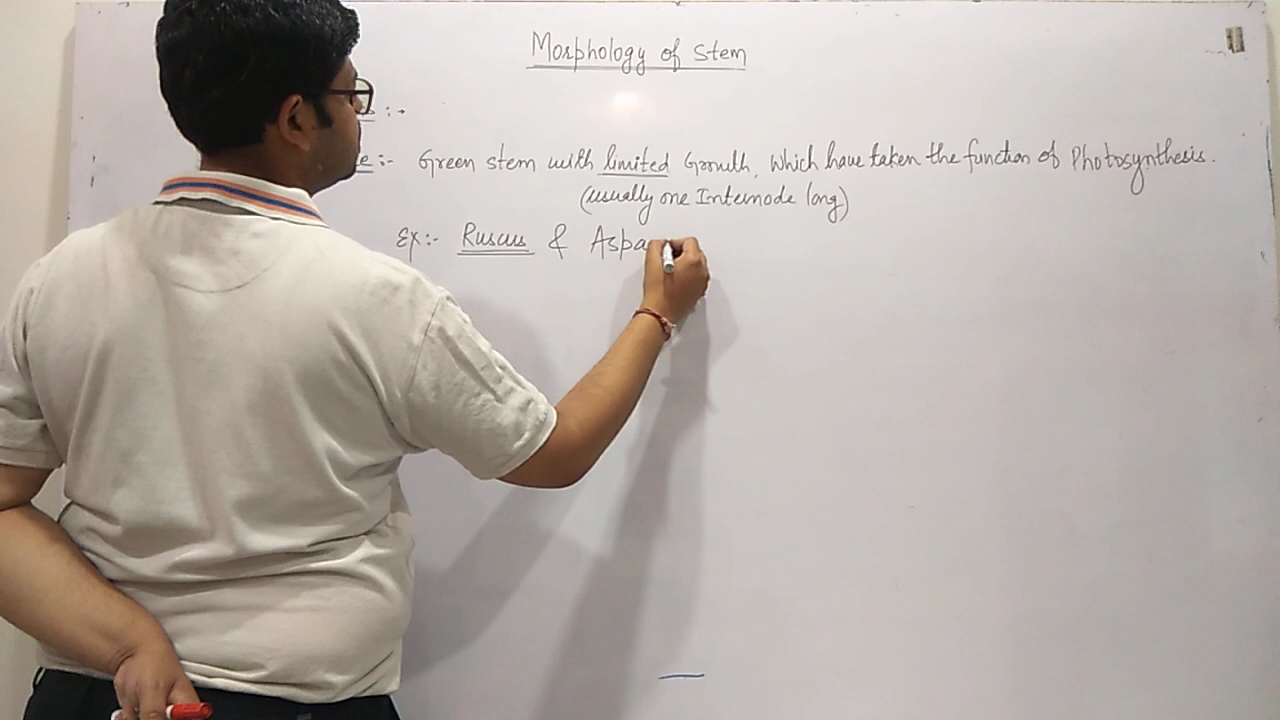 Morphology of Stem
:→
e :- Green stem with limited Growth, which have taken the function of Photosynthesis.
(usually one Internode long)
EX:- Ruscus & Aspa